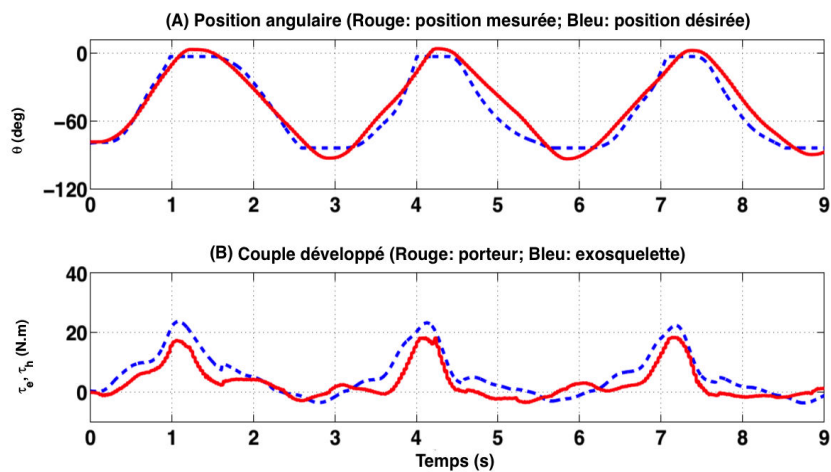 (A) Position angulaire (Rouge: position mesurée; Bleu: position désirée)
0
−60
−120
θ (deg)
0 1 2 3 4 5 6 7 8 9
(B) Couple développé (Rouge: porteur; Bleu: exosquelette)
40
20
0
τe, τh (N.m)
0 1 2 3 4 5 6 7 8 9
Temps (s)